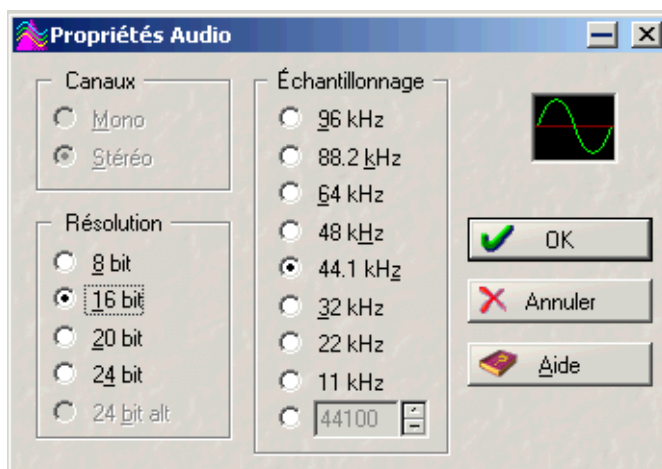 Propriétés Audio
Canaux
Mono
Stéréo
Résolution
8 bit
16 bit
20 bit
24 bit
24 bit alt
Échantillonnage
96 kHz
88.2 kHz
64 kHz
48 kHz
44.1 kHz
32 kHz
22 kHz
11 kHz
44100
OK
Annuler
Aide